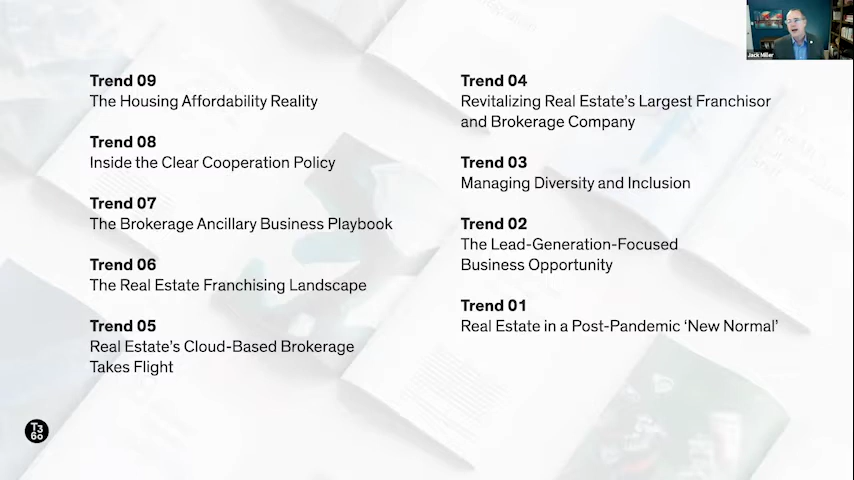 Jack Miller
Trend 09
The Housing Affordability Reality
Trend 08
Inside the Clear Cooperation Policy
Trend 07
The Brokerage Ancillary Business Playbook
Trend 06
The Real Estate Franchising Landscape
Trend 05
Real Estate's Cloud-Based Brokerage
Takes Flight
Trend 04
Revitalizing Real Estate's Largest Franchisor
and Brokerage Company
Trend 03
Managing Diversity and Inclusion
Trend 02
The Lead-Generation-Focused
Business Opportunity
Trend 01
Real Estate in a Post-Pandemic ‘New Normal’
T3
60